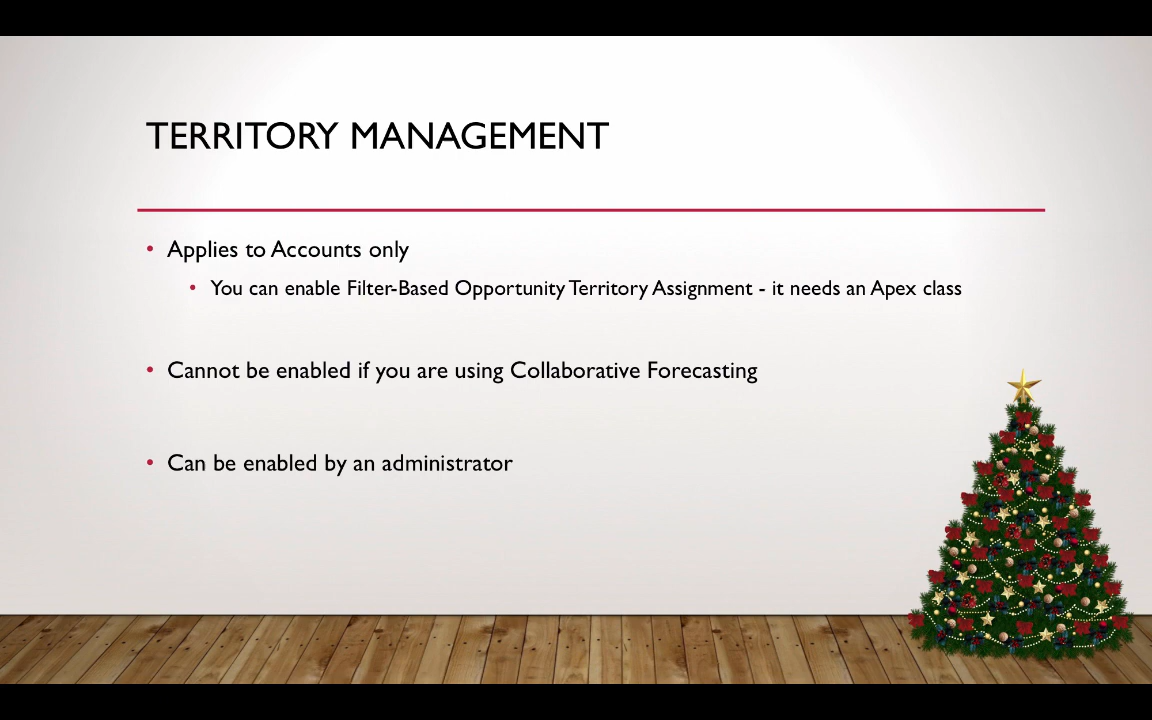 TERRITORY MANAGEMENT
• Applies to Accounts only
• You can enable Filter-Based Opportunity Territory Assignment - it needs an Apex class
• Cannot be enabled if you are using Collaborative Forecasting
• Can be enabled by an administrator